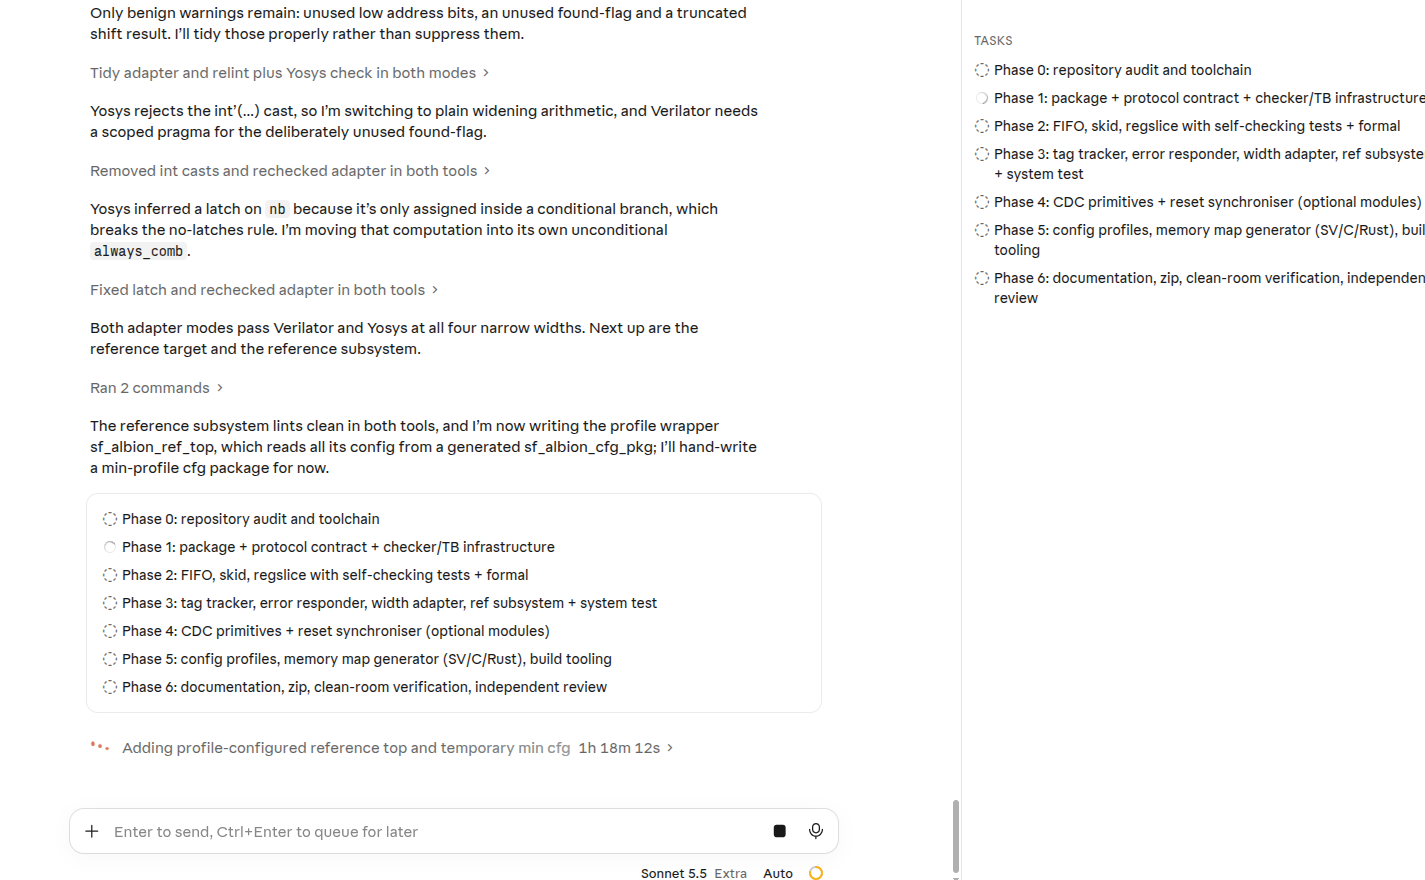 Only benign warnings remain: unused low address bits, an unused found-flag and a truncated
shift result. I’ll tidy those properly rather than suppress them.
Tidy adapter and relint plus Yosys check in both modes
Yosys rejects the int’(...) cast, so I’m switching to plain widening arithmetic, and Verilator needs
a scoped pragma for the deliberately unused found-flag.
Removed int casts and rechecked adapter in both tools
Yosys inferred a latch on nb because it’s only assigned inside a conditional branch, which
breaks the no-latches rule. I’m moving that computation into its own unconditional
always_comb.
Fixed latch and rechecked adapter in both tools
Both adapter modes pass Verilator and Yosys at all four narrow widths. Next up are the
reference target and the reference subsystem.
Ran 2 commands
The reference subsystem lints clean in both tools, and I’m now writing the profile wrapper
sf_albion_ref_top, which reads all its config from a generated sf_albion_cfg_pkg; I’ll hand-write
a min-profile cfg package for now.
Phase 0: repository audit and toolchain
Phase 1: package + protocol contract + checker/TB infrastructure
Phase 2: FIFO, skid, regslice with self-checking tests + formal
Phase 3: tag tracker, error responder, width adapter, ref subsystem + system test
Phase 4: CDC primitives + reset synchroniser (optional modules)
Phase 5: config profiles, memory map generator (SV/C/Rust), build tooling
Phase 6: documentation, zip, clean-room verification, independent review
Adding profile-configured reference top and temporary min cfg 1h 18m 12s
Enter to send, Ctrl+Enter to queue for later
Sonnet 5.5 Extra Auto
TASKS
Phase 0: repository audit and toolchain
Phase 1: package + protocol contract + checker/TB infrastructure
Phase 2: FIFO, skid, regslice with self-checking tests + formal
Phase 3: tag tracker, error responder, width adapter, ref subsyste
+ system test
Phase 4: CDC primitives + reset synchroniser (optional modules)
Phase 5: config profiles, memory map generator (SV/C/Rust), buil
tooling
Phase 6: documentation, zip, clean-room verification, independen
review